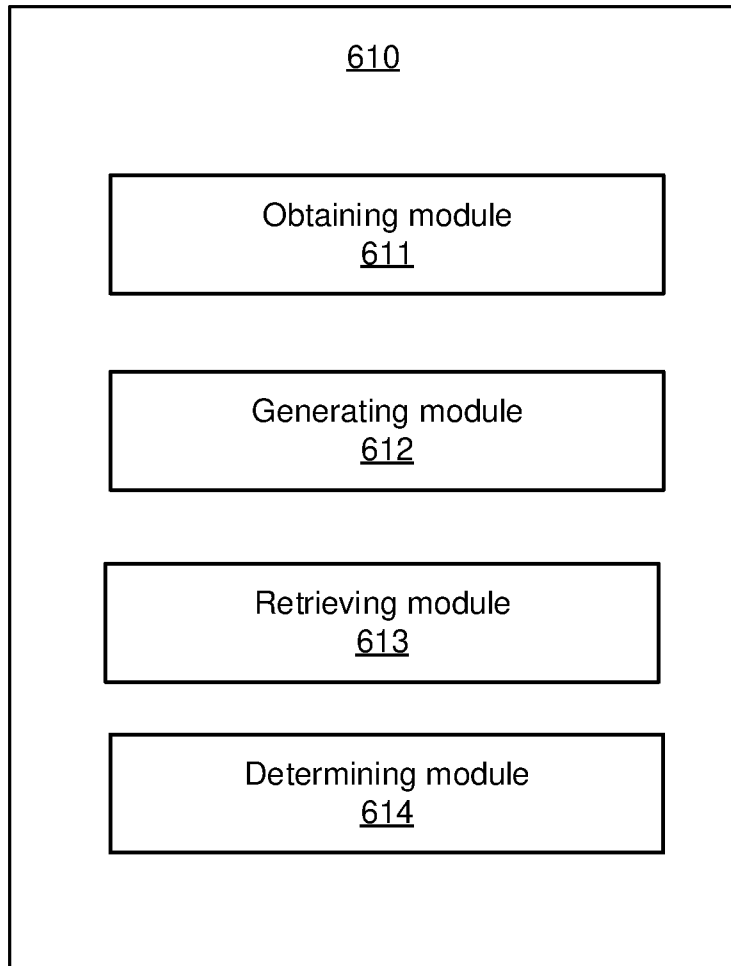 610
Obtaining module
611
Generating module
612
Retrieving module
613
Determining module
614